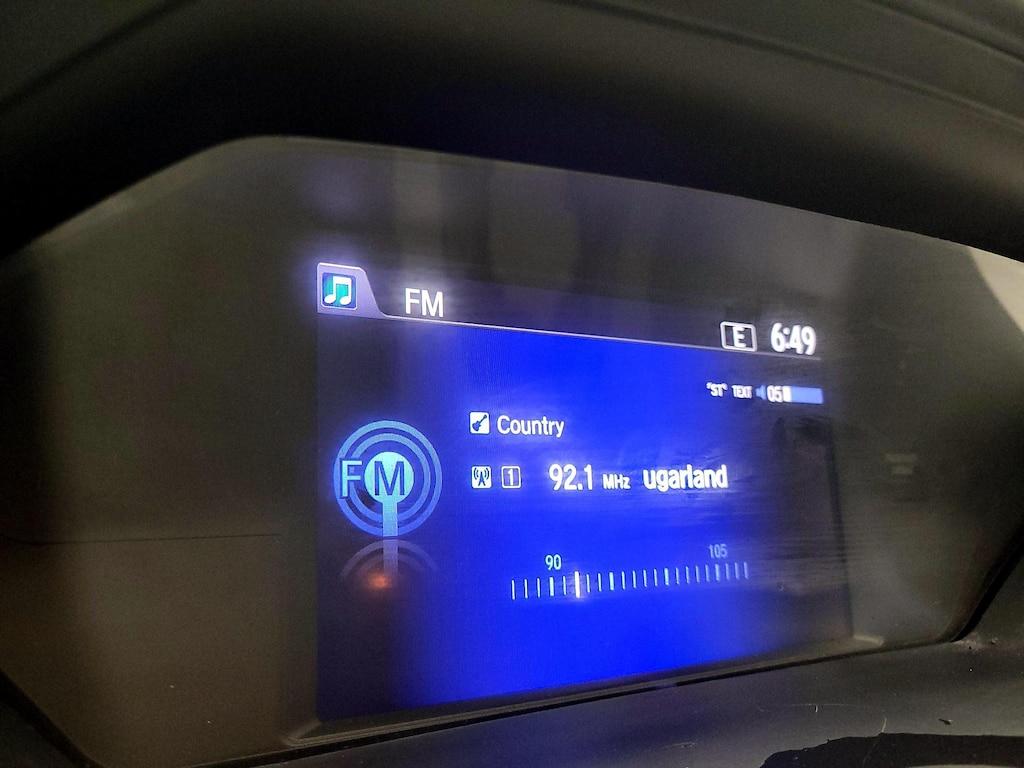 FM
E 6:49
"ST" TEXT 05
Country
FM
1 92.1 MHz ugarland
90 105